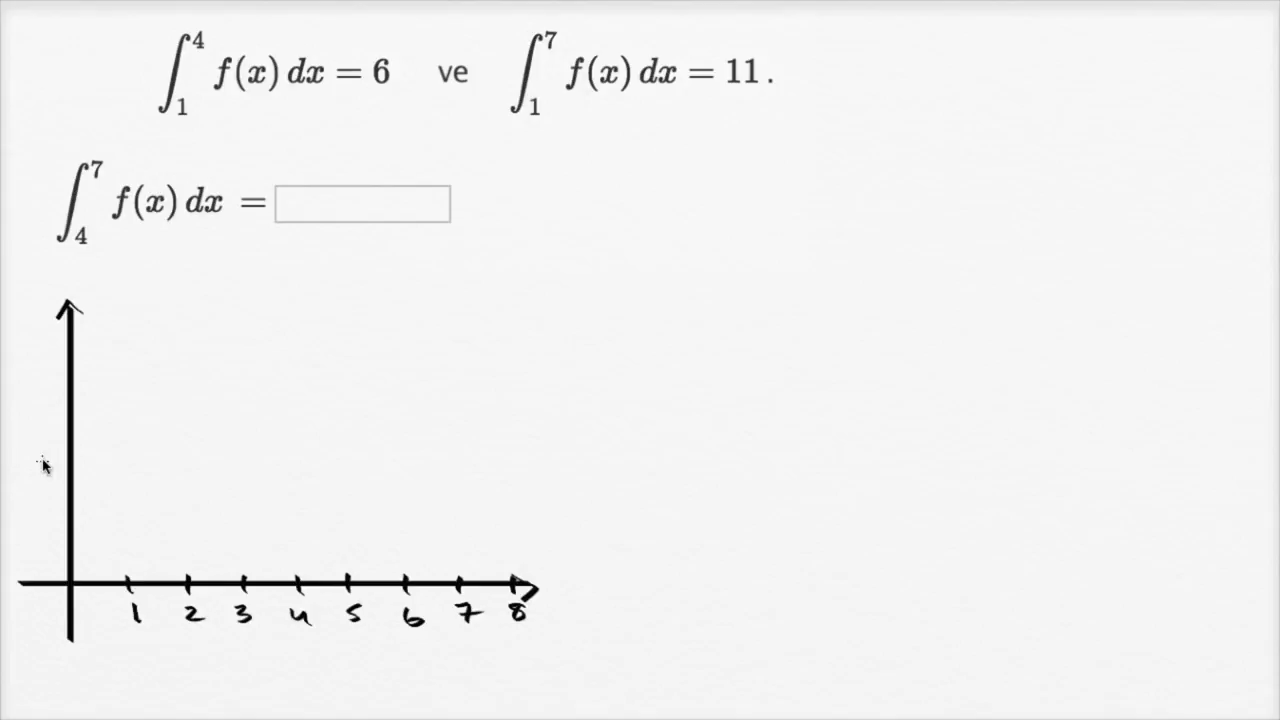 ∫₁⁴ f(x) dx = 6 ve ∫₁⁷ f(x) dx = 11 .
∫₄⁷ f(x) dx =
1 2 3 4 5 6 7 8